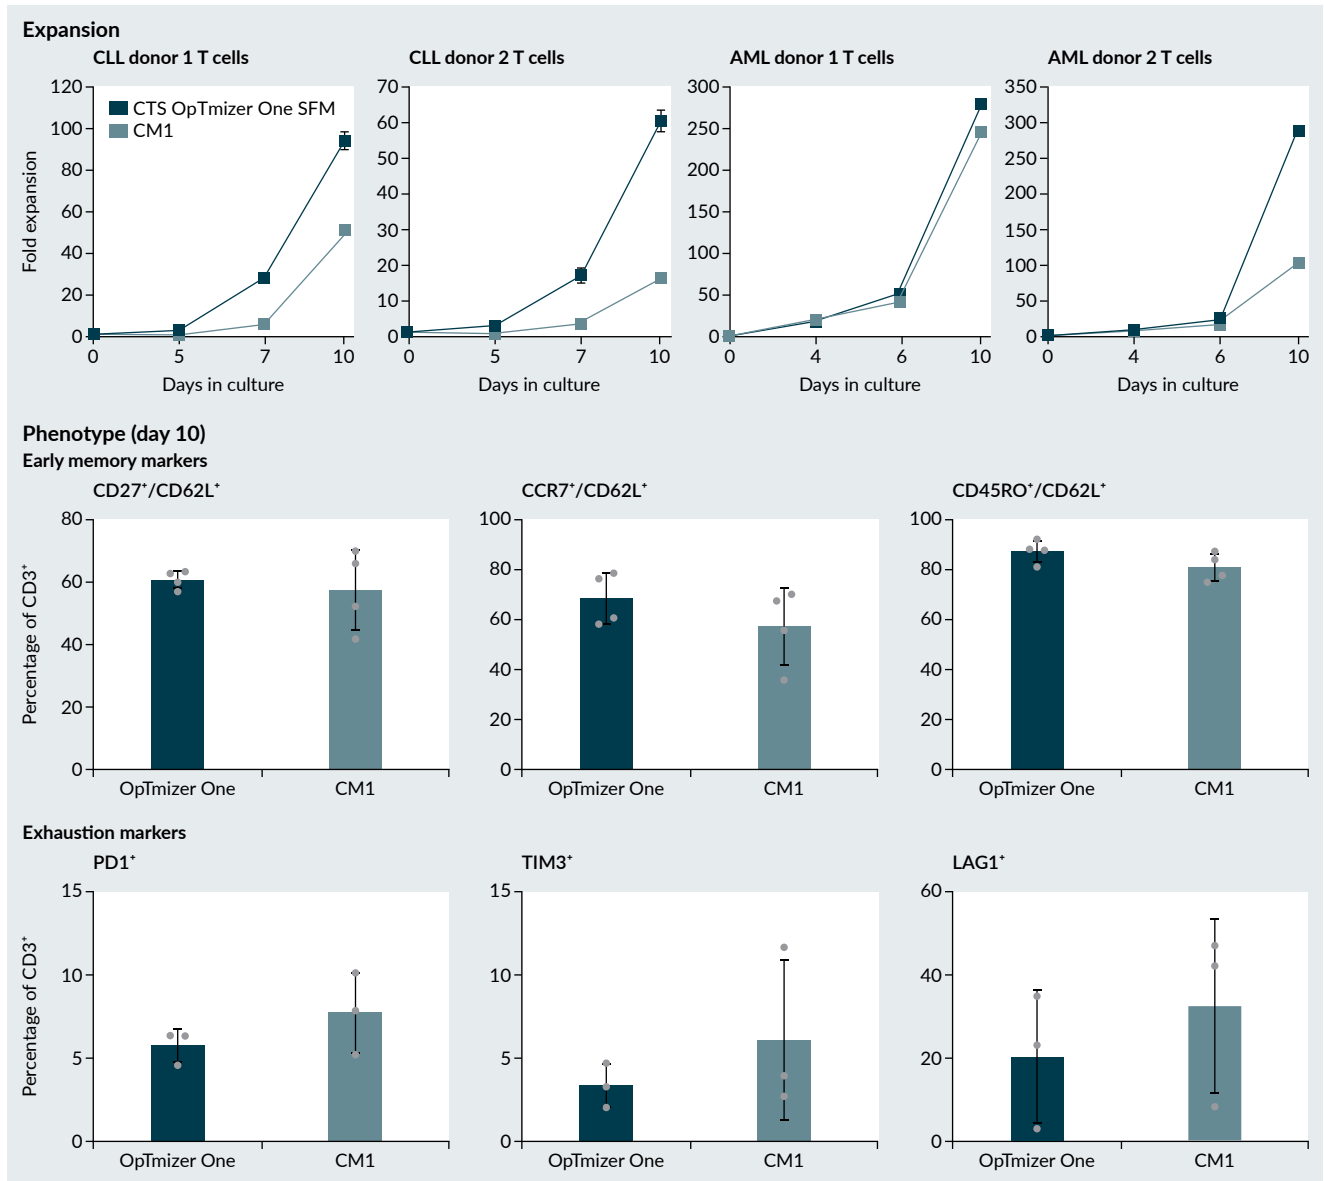 Expansion
CLL donor 1 T cells
CLL donor 2 T cells
AML donor 1 T cells
AML donor 2 T cells
CTS OpTmizer One SFM
CM1
Fold expansion
120
100
80
60
40
20
0
0 5 7 10
Days in culture
70
60
50
40
30
20
10
0
0 5 7 10
Days in culture
300
250
200
150
100
50
0
0 4 6 10
Days in culture
350
300
250
200
150
100
50
0
0 4 6 10
Days in culture
Phenotype (day 10)
Early memory markers
CD27⁺/CD62L⁺
Percentage of CD3⁺
80
60
40
20
0
OpTmizer One CM1
CCR7⁺/CD62L⁺
100
80
60
40
20
0
OpTmizer One CM1
CD45RO⁺/CD62L⁺
100
80
60
40
20
0
OpTmizer One CM1
Exhaustion markers
PD1⁺
Percentage of CD3⁺
15
10
5
0
OpTmizer One CM1
TIM3⁺
15
10
5
0
OpTmizer One CM1
LAG1⁺
60
40
20
0
OpTmizer One CM1